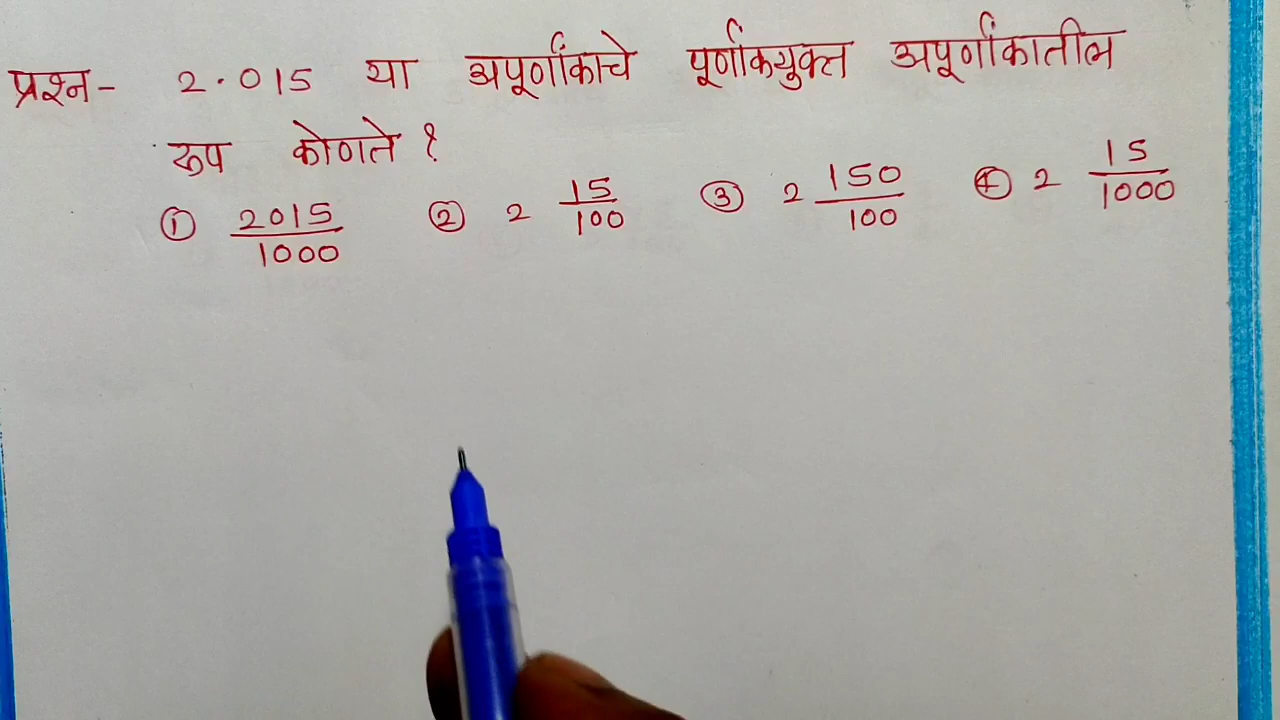 प्रश्न- 2.015 या अपूर्णांकाचे पूर्णांकयुक्त अपूर्णांकातील
रूप कोणते ?
① 2015/1000 ② 2 15/100 ③ 2 150/100 ④ 2 15/1000